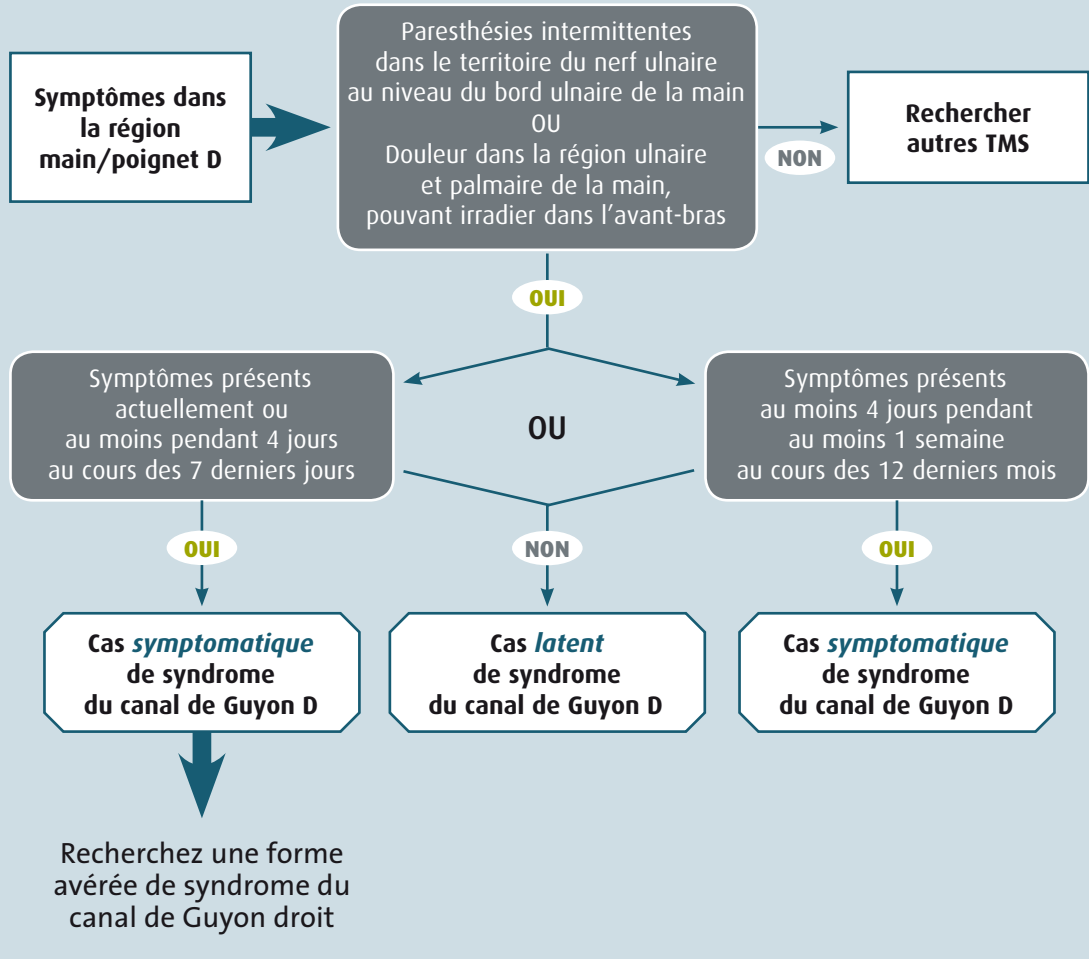 Symptômes dans
la région
main/poignet D
Paresthésies intermittentes
dans le territoire du nerf ulnaire
au niveau du bord ulnaire de la main
OU
Douleur dans la région ulnaire
et palmaire de la main,
pouvant irradier dans l'avant-bras
NON
Rechercher
autres TMS
OUI
Symptômes présents
actuellement ou
au moins pendant 4 jours
au cours des 7 derniers jours
OU
Symptômes présents
au moins 4 jours pendant
au moins 1 semaine
au cours des 12 derniers mois
OUI
NON
OUI
Cas symptomatique
de syndrome
du canal de Guyon D
Cas latent
de syndrome
du canal de Guyon D
Cas symptomatique
de syndrome
du canal de Guyon D
Recherchez une forme
avérée de syndrome du
canal de Guyon droit